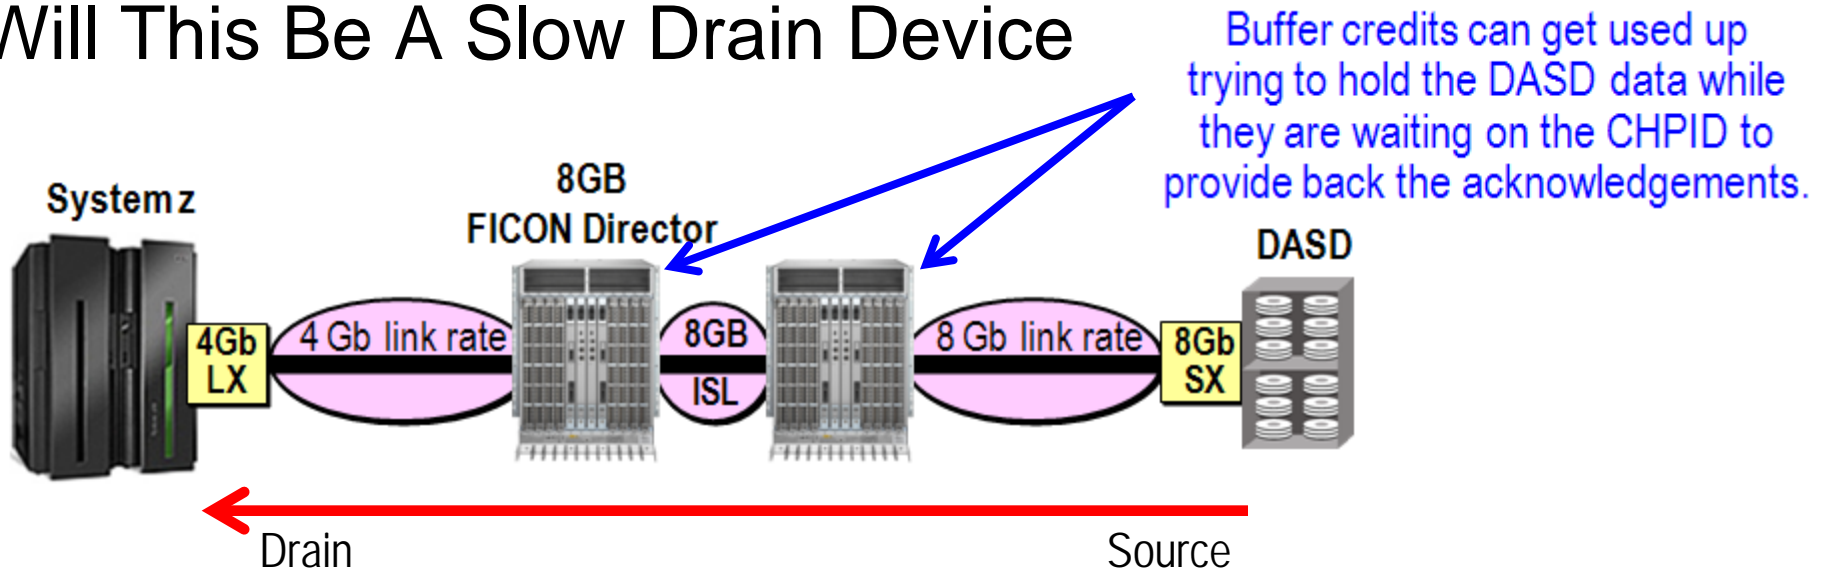 Will This Be A Slow Drain Device
Buffer credits can get used up
trying to hold the DASD data while
they are waiting on the CHPID to
provide back the acknowledgements.
System z
8GB
FICON Director
DASD
4Gb
LX
4 Gb link rate
8GB
ISL
8 Gb link rate
8Gb
SX
Drain
Source